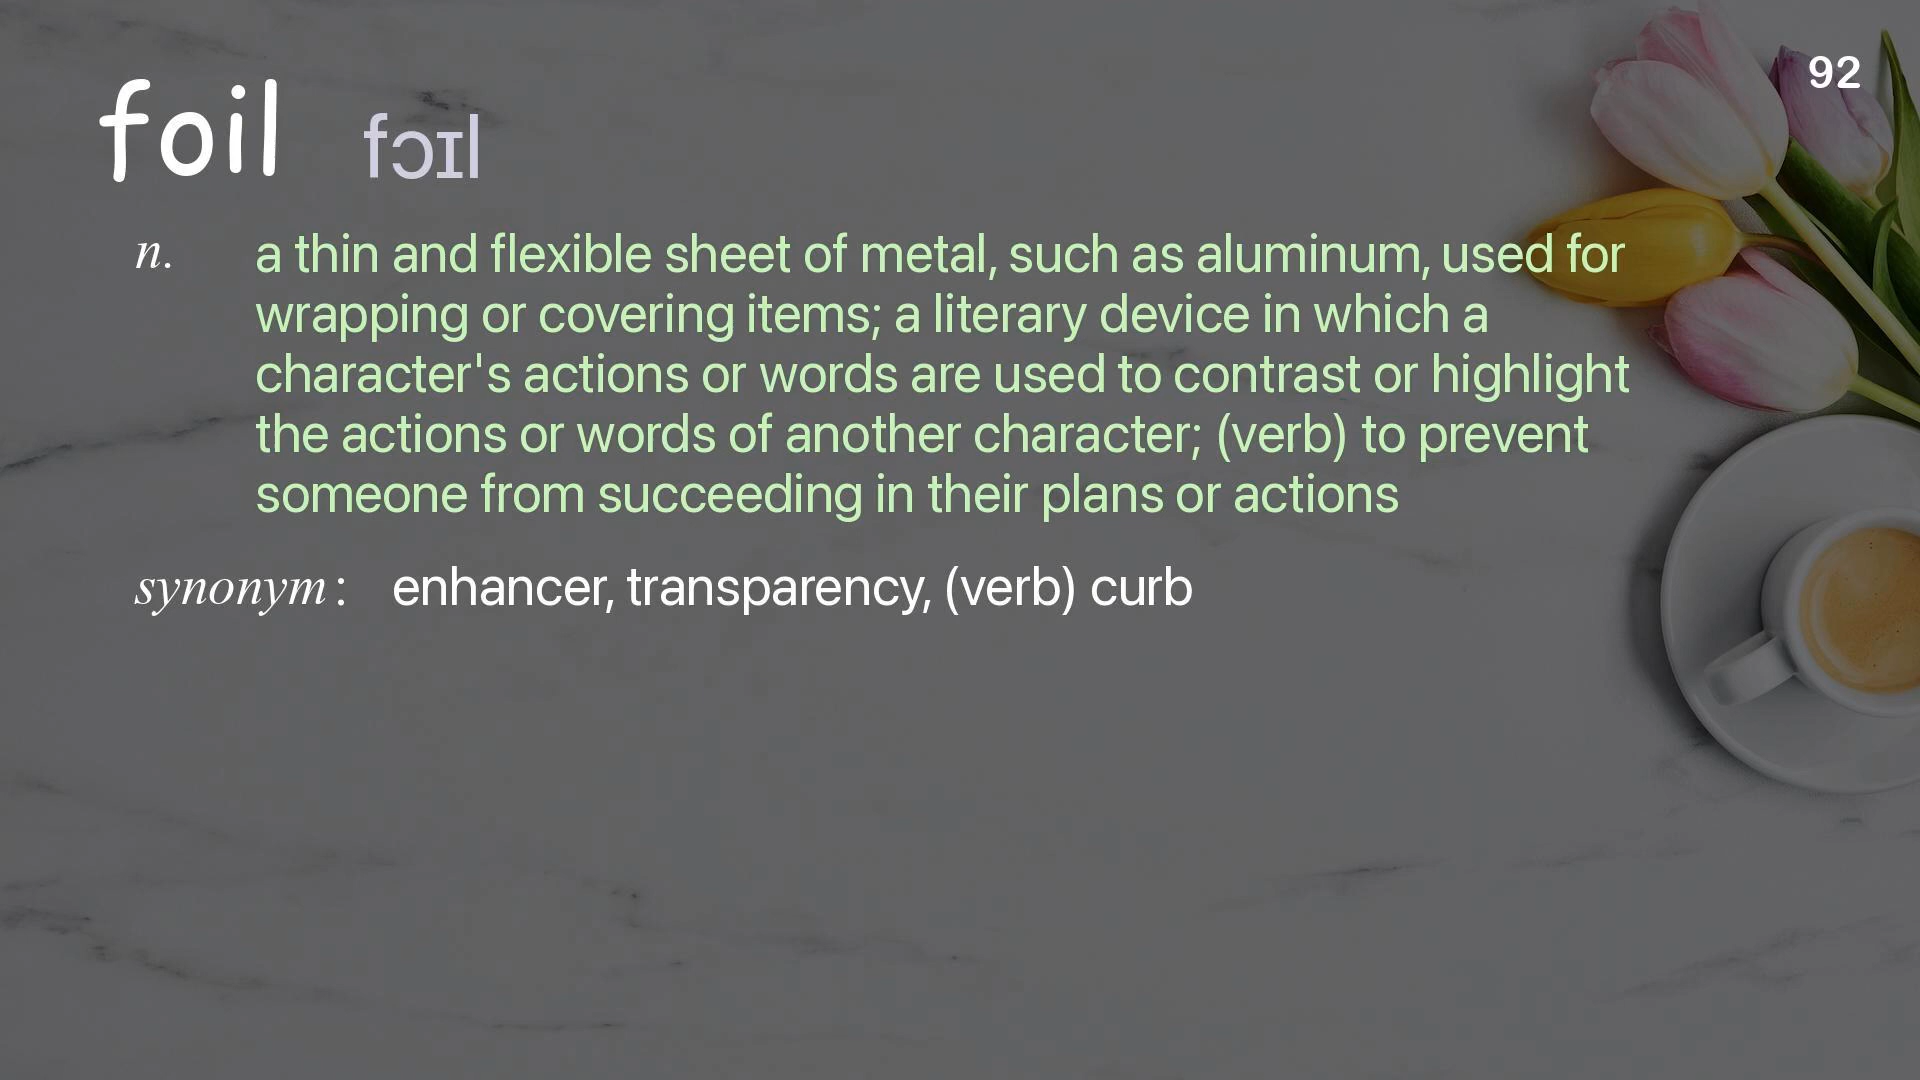 92
foil fɔɪl
n. a thin and flexible sheet of metal, such as aluminum, used for
wrapping or covering items; a literary device in which a
character's actions or words are used to contrast or highlight
the actions or words of another character; (verb) to prevent
someone from succeeding in their plans or actions
synonym: enhancer, transparency, (verb) curb